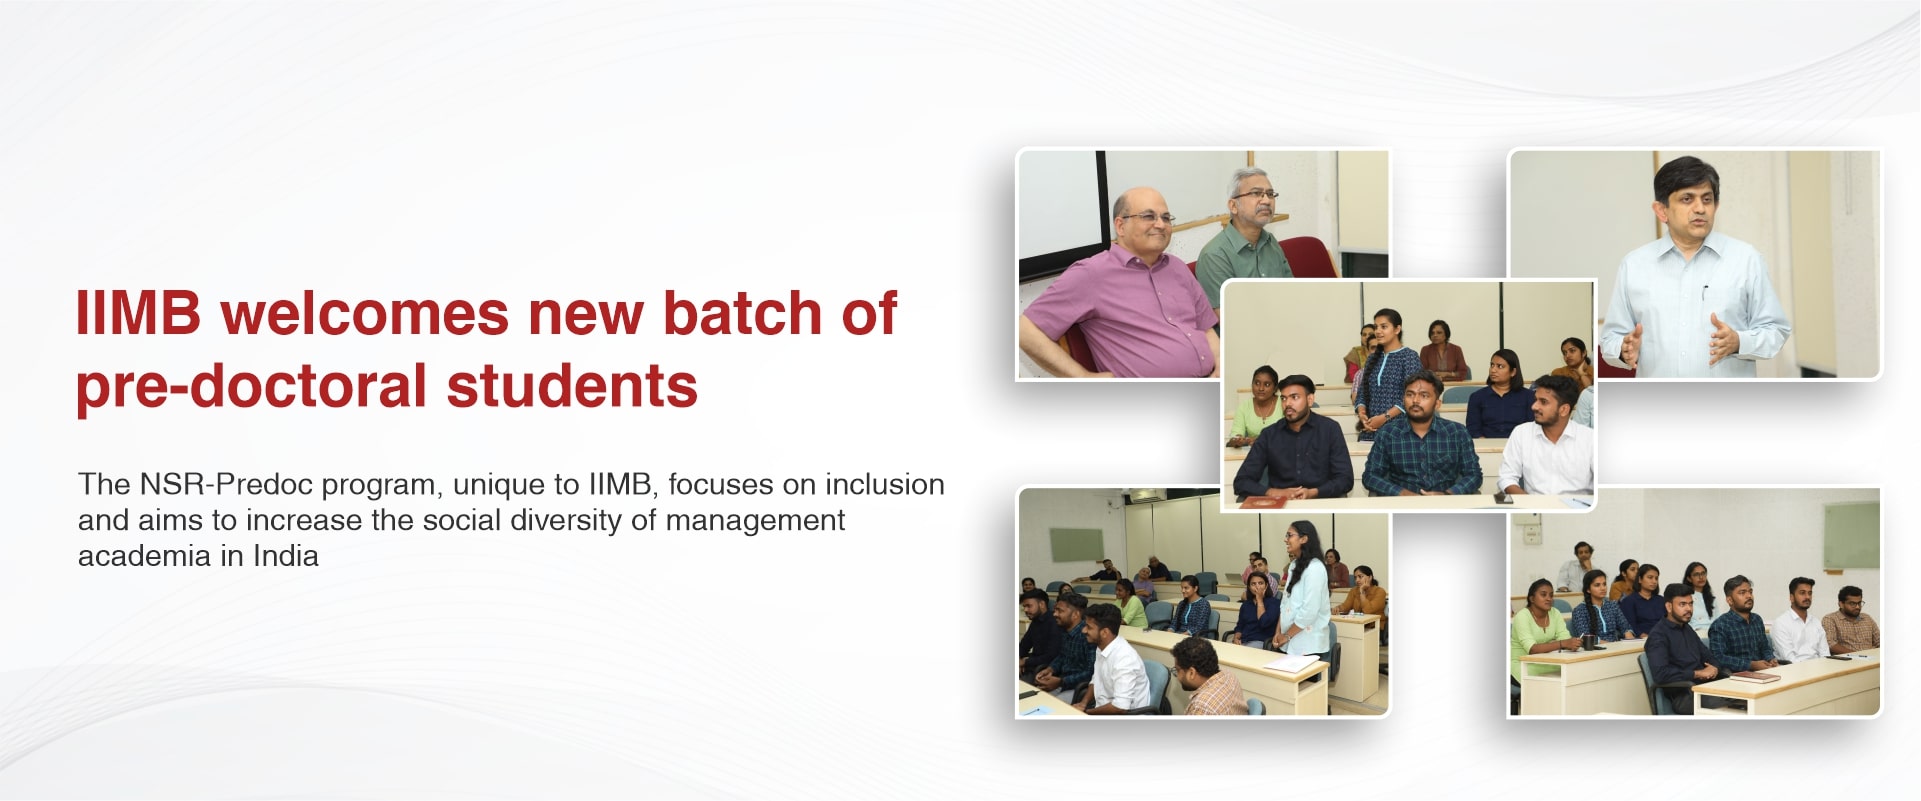 IIMB welcomes new batch of
pre-doctoral students
The NSR-Predoc program, unique to IIMB, focuses on inclusion
and aims to increase the social diversity of management
academia in India